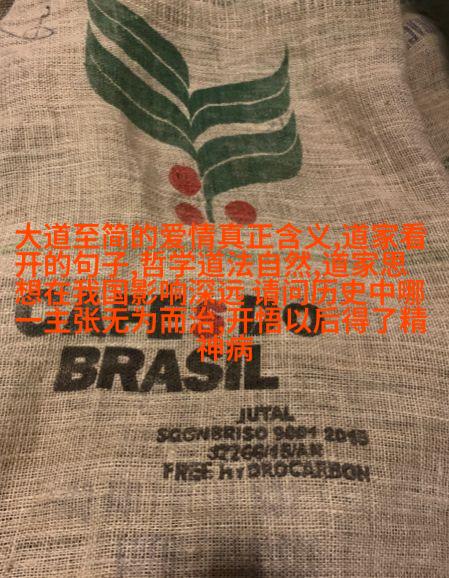 大道至简的爱情真正含义,道家看
开的句子,哲学道法自然,道家思
想在我国影响深远,请问历史中哪
一主张无为而治,开悟以后得了精
神病
BRASIL
JUTAL
2015
FREE HYDROCARBON